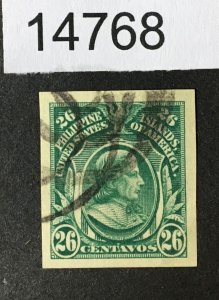 14768
26 26
PHILIPPINE ISLANDS
UNITED STATES OF AMERICA
26 CENTAVOS 26